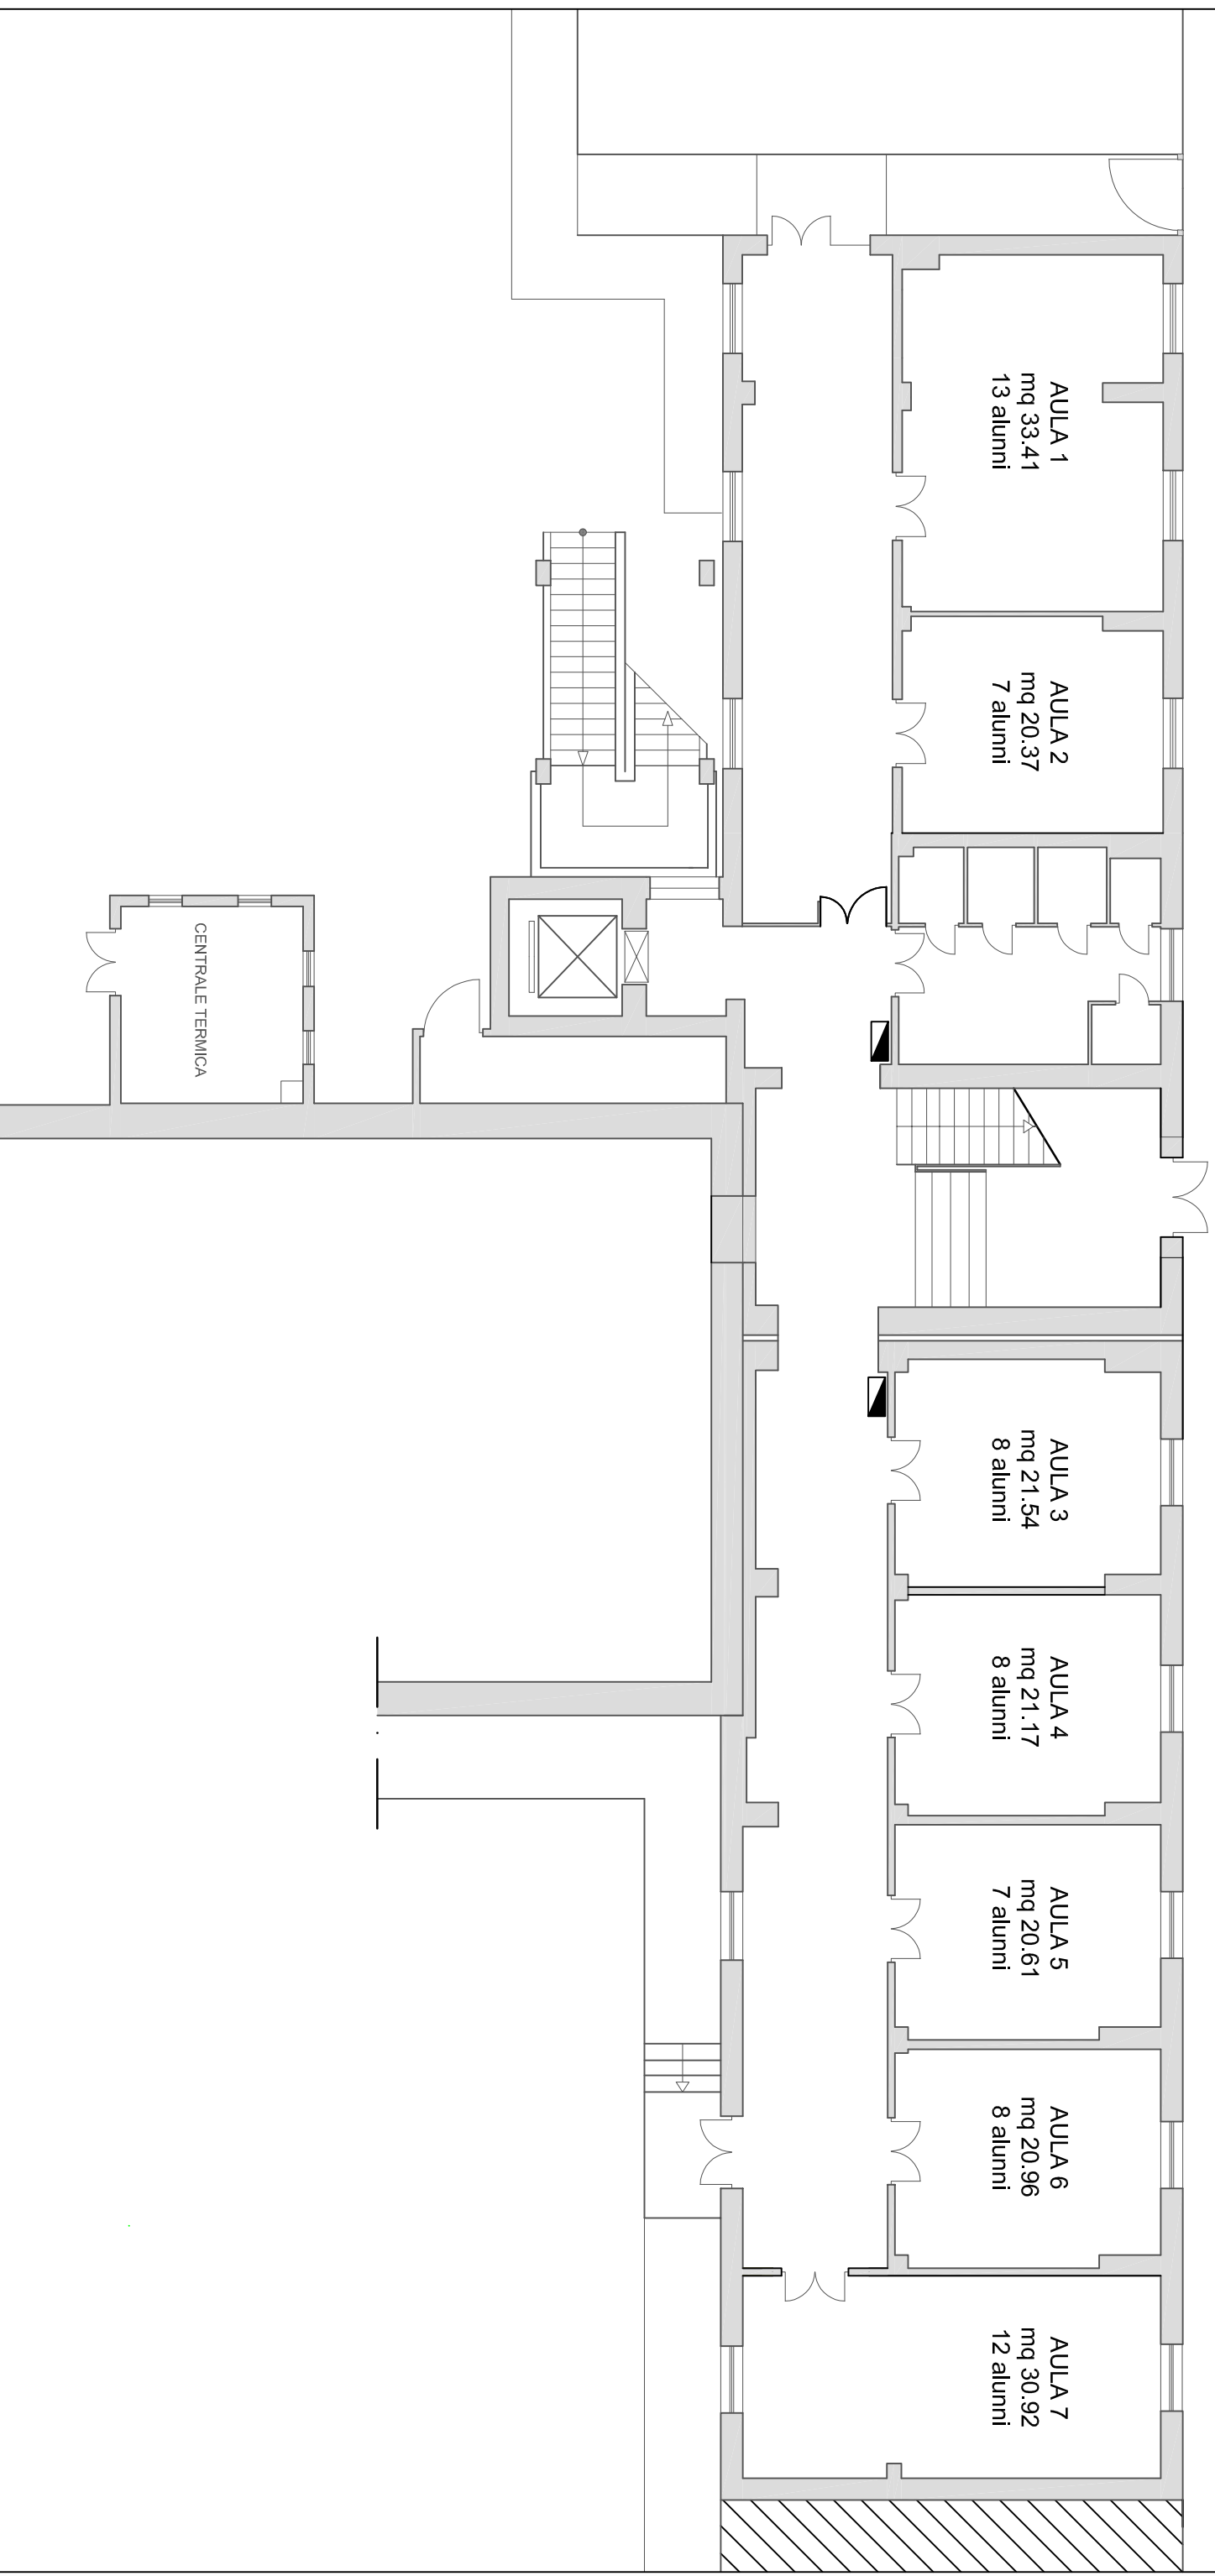 AULA 1
mq 33.41
13 alunni
AULA 2
mq 20.37
7 alunni
CENTRALE TERMICA
AULA 3
mq 21.54
8 alunni
AULA 4
mq 21.17
8 alunni
AULA 5
mq 20.61
7 alunni
AULA 6
mq 20.96
8 alunni
AULA 7
mq 30.92
12 alunni